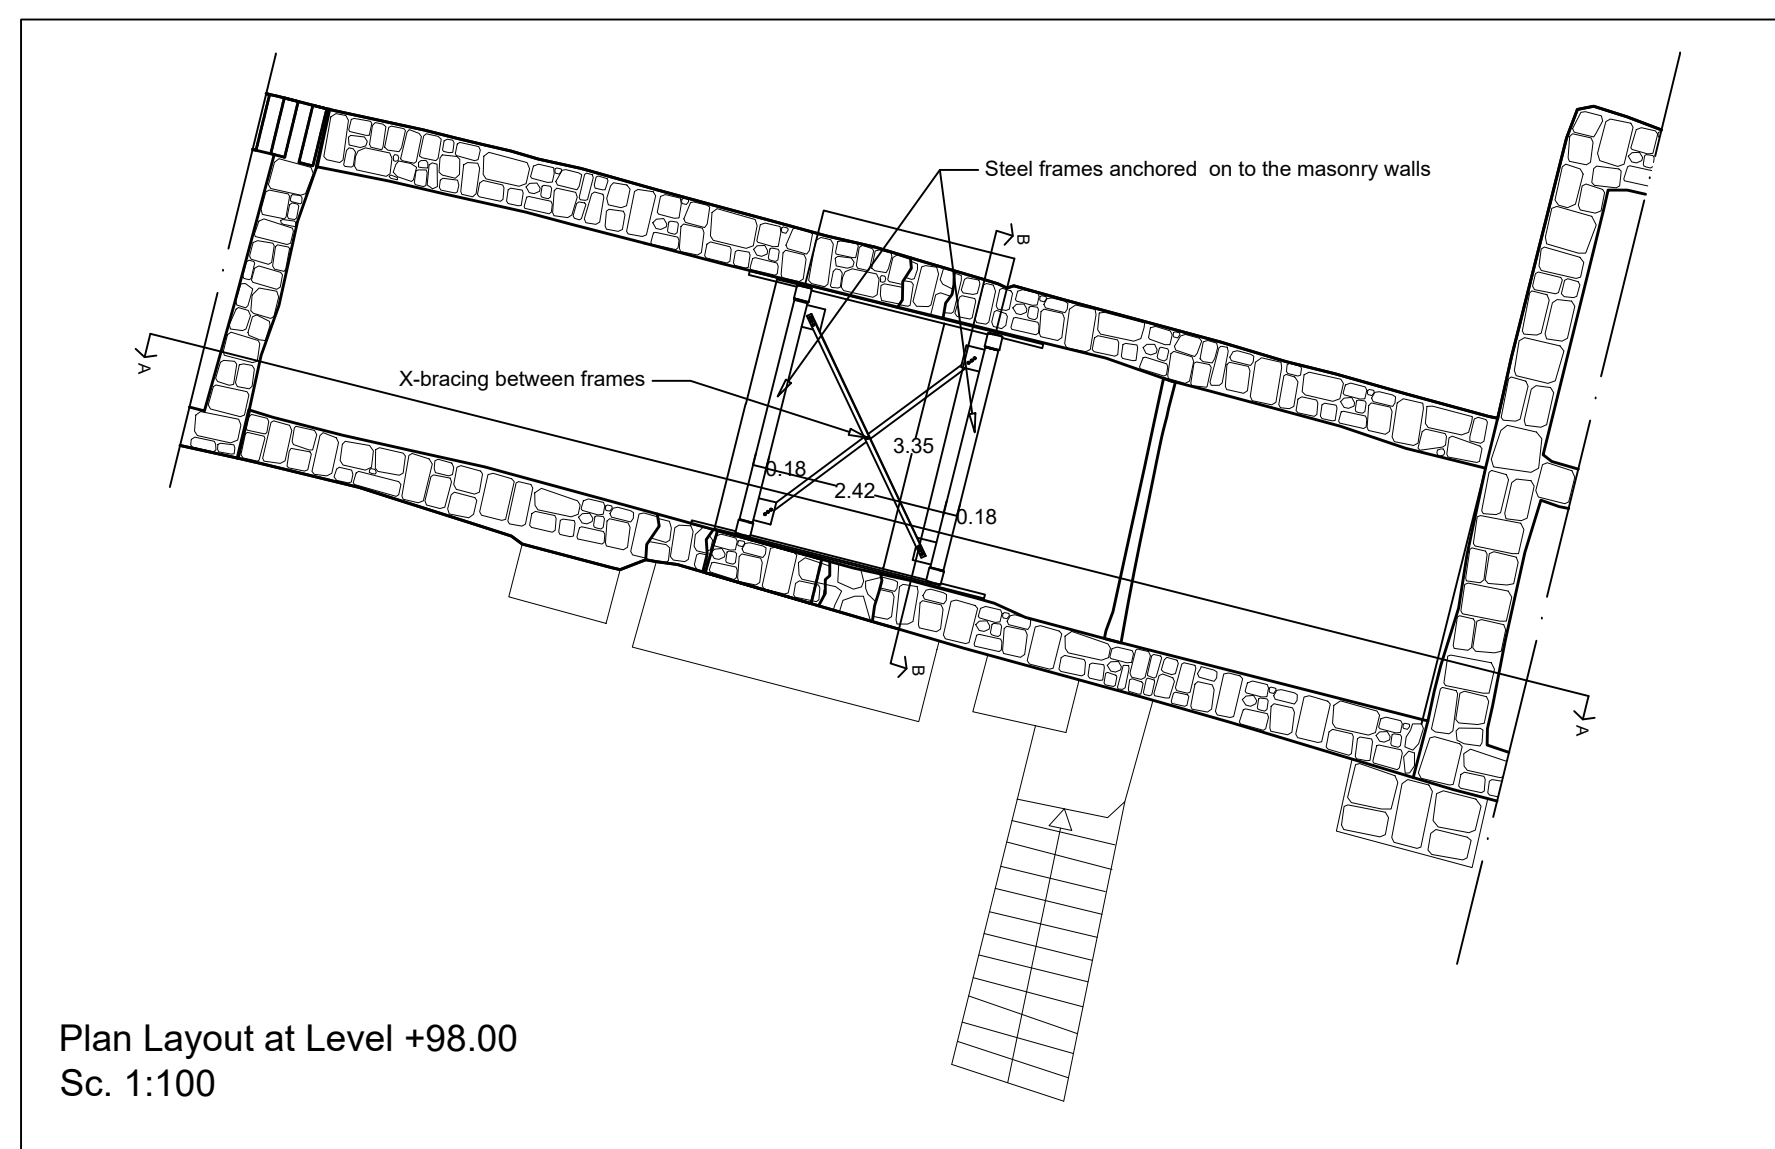 Steel frames anchored on to the masonry walls
B
A
X-bracing between frames
3.35
0.18
2.42
0.18
B
A
Plan Layout at Level +98.00
Sc. 1:100